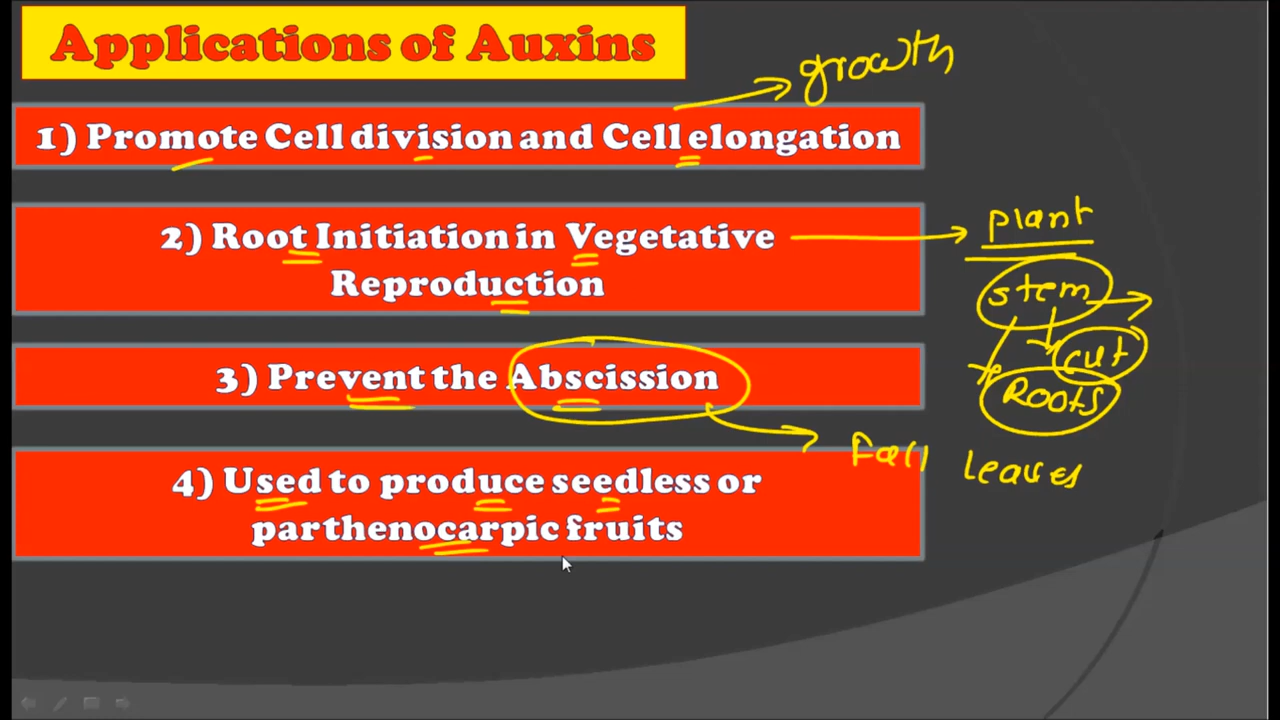 Applications of Auxins
growth
1) Promote Cell division and Cell elongation
2) Root Initiation in Vegetative
Reproduction
plant
stem
cut
Roots
3) Prevent the Abscission
Fall leaves
4) Used to produce seedless or
parthenocarpic fruits